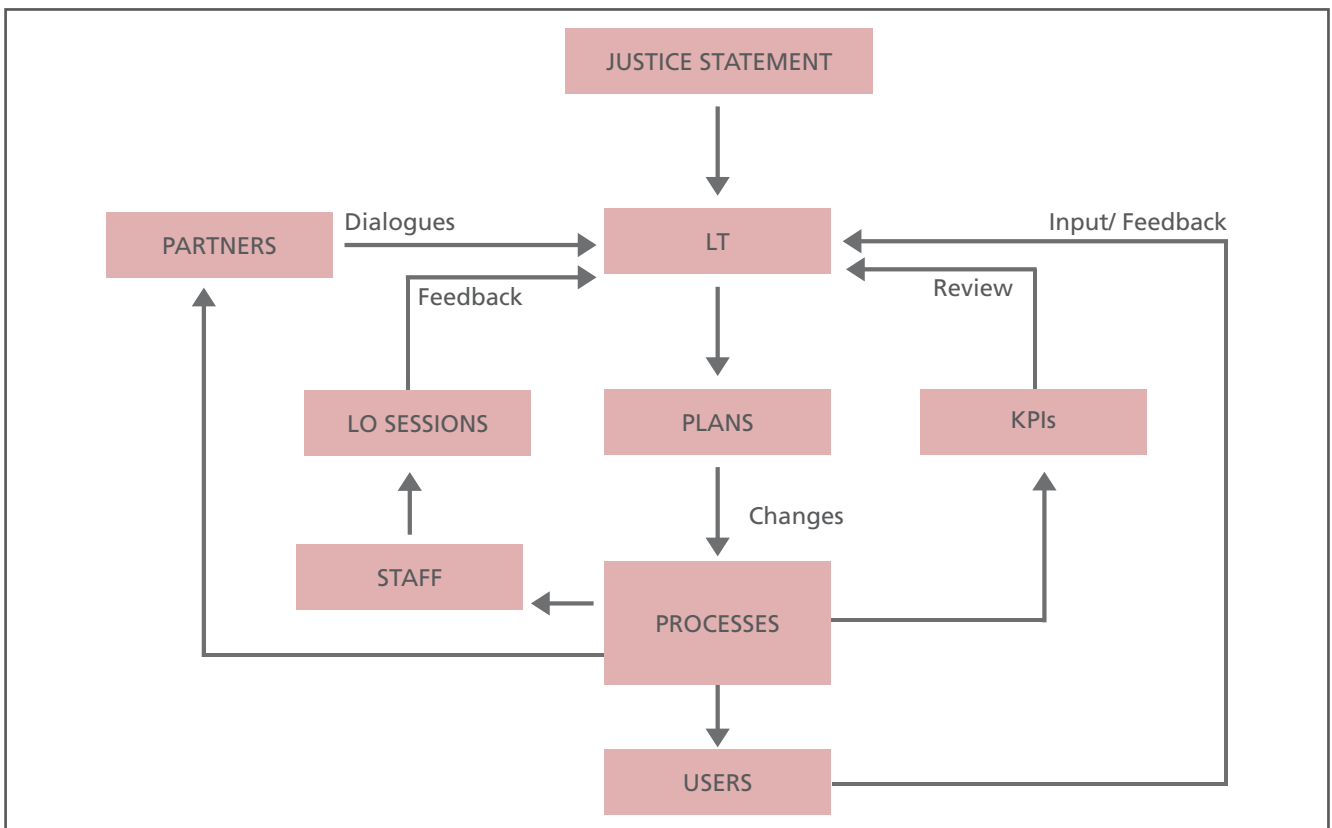 JUSTICE STATEMENT
Dialogues
Input/ Feedback
PARTNERS
LT
Feedback
Review
LO SESSIONS
PLANS
KPIs
Changes
STAFF
PROCESSES
USERS